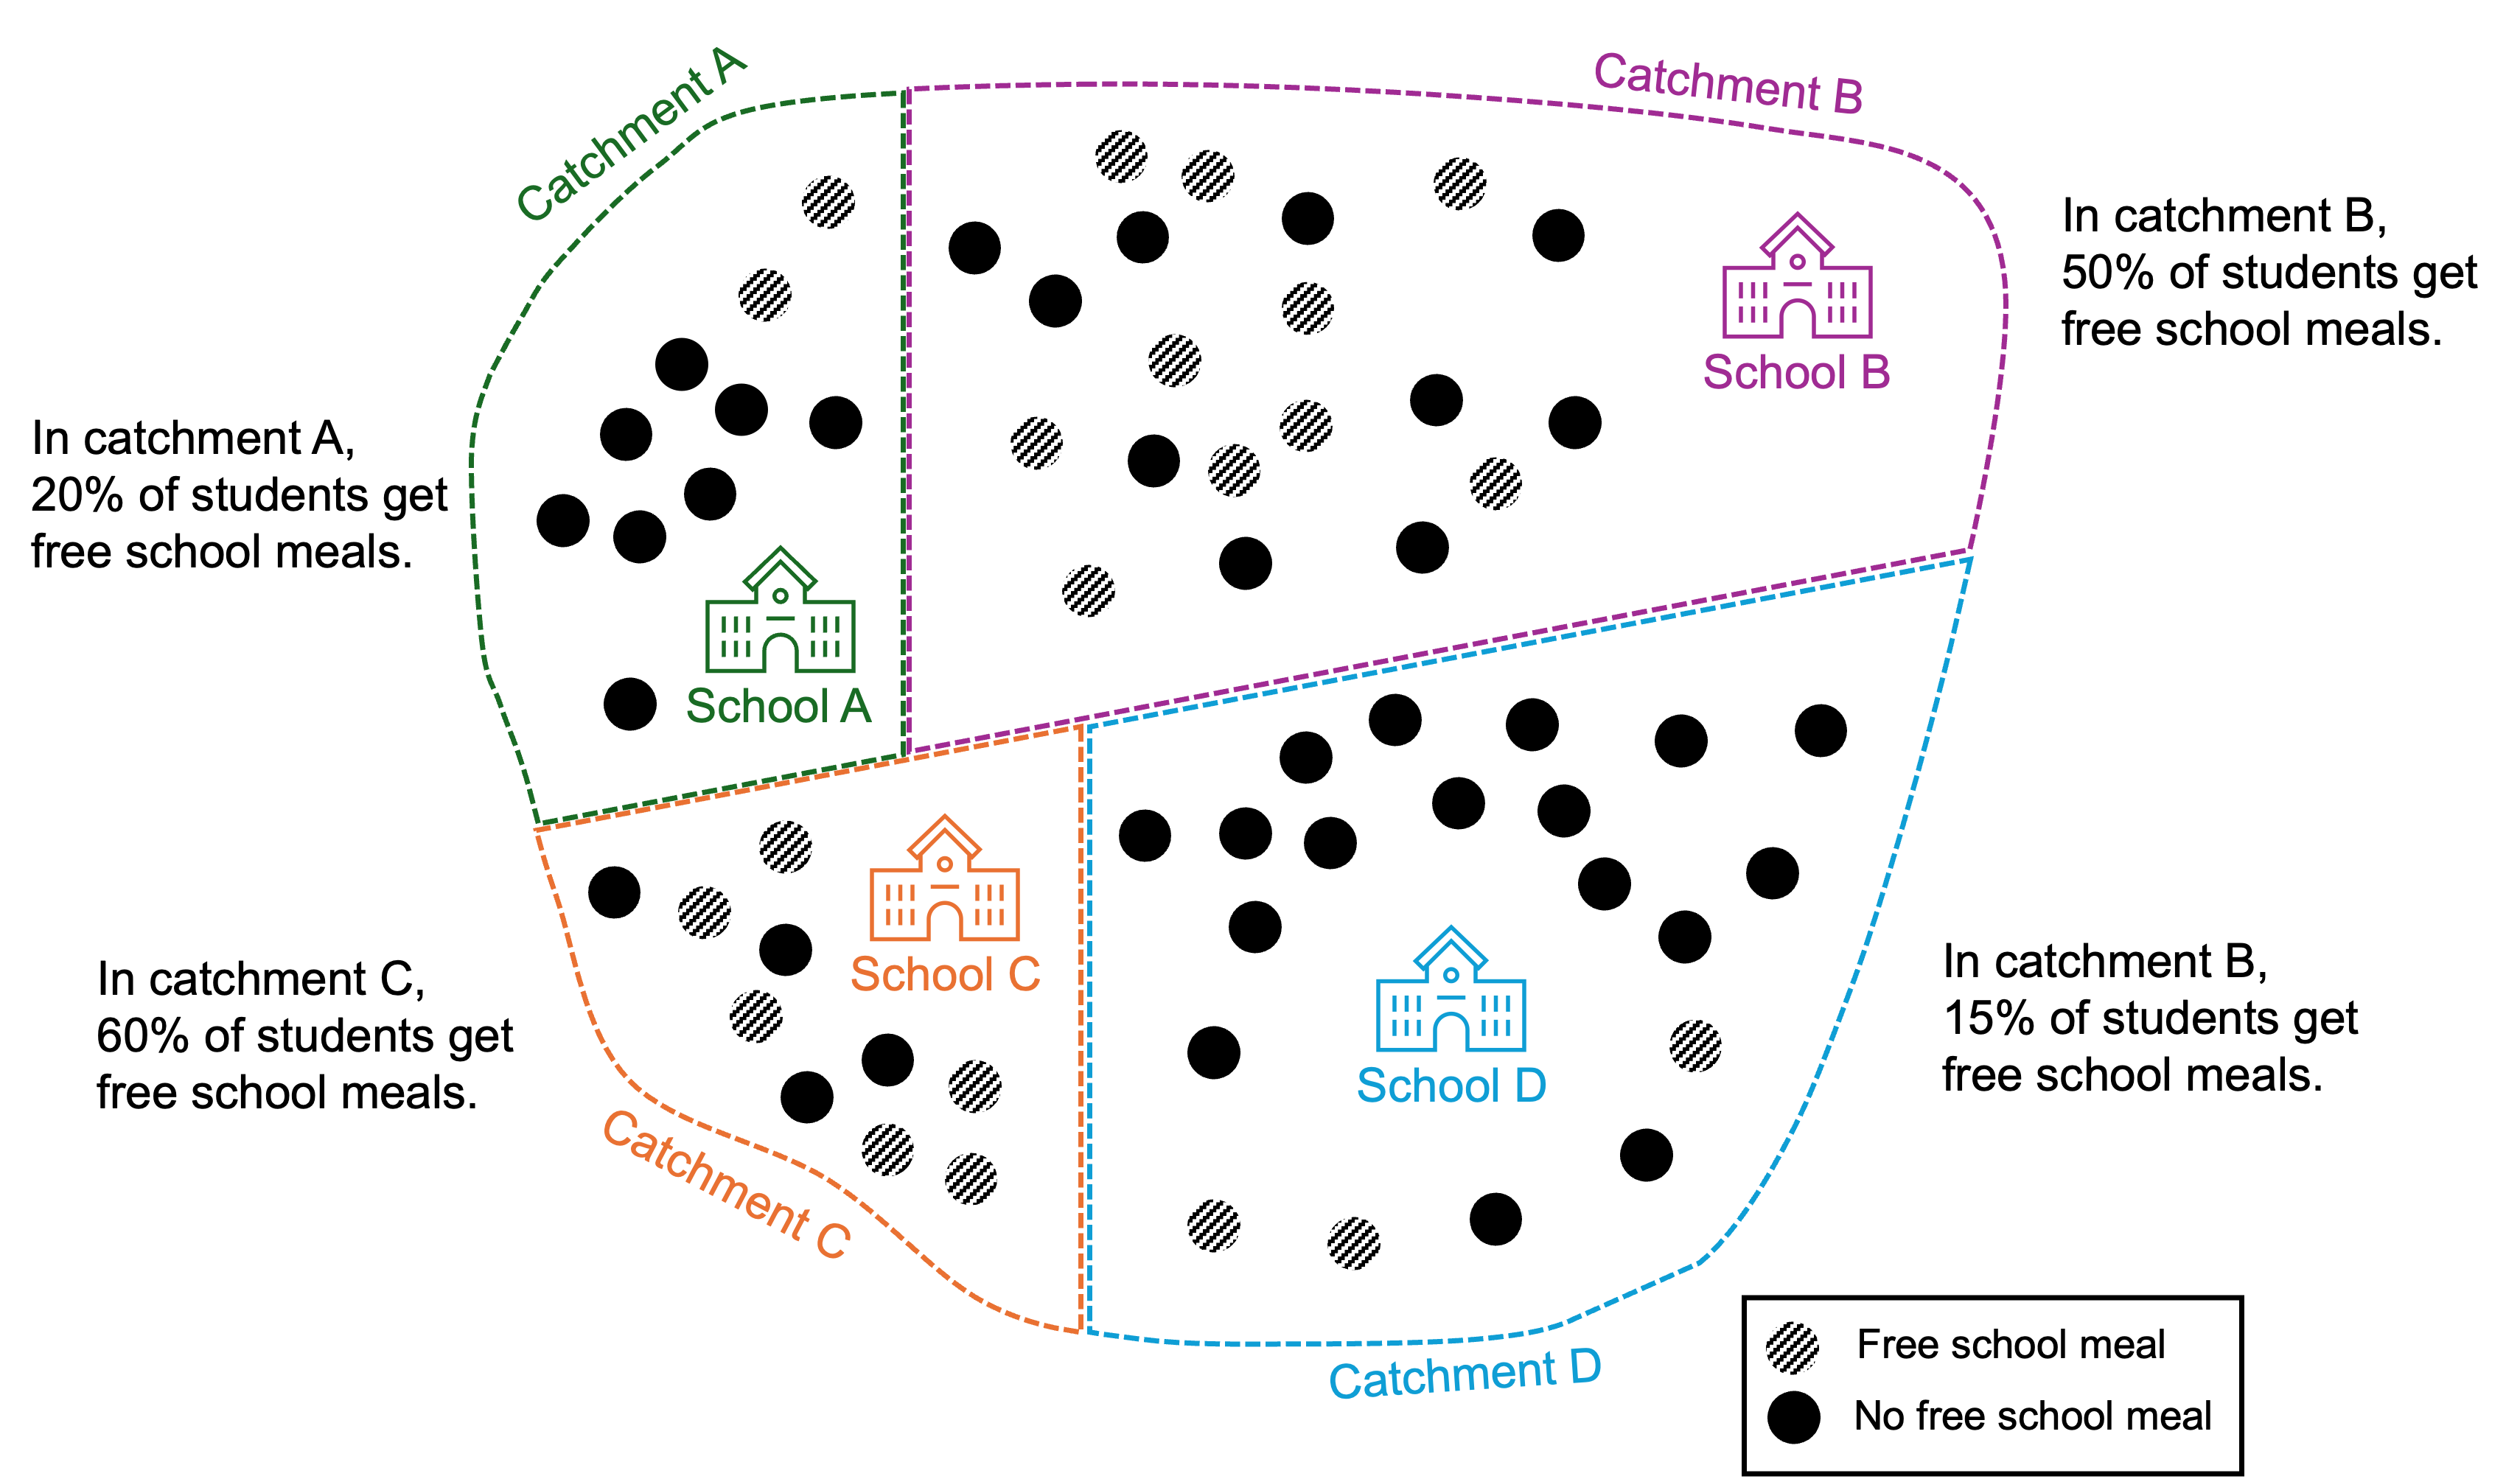 Catchment A
Catchment B
In catchment B,
50% of students get
free school meals.
School B
In catchment A,
20% of students get
free school meals.
School A
School C
In catchment C,
60% of students get
free school meals.
Catchment C
School D
In catchment B,
15% of students get
free school meals.
Catchment D
Free school meal
No free school meal